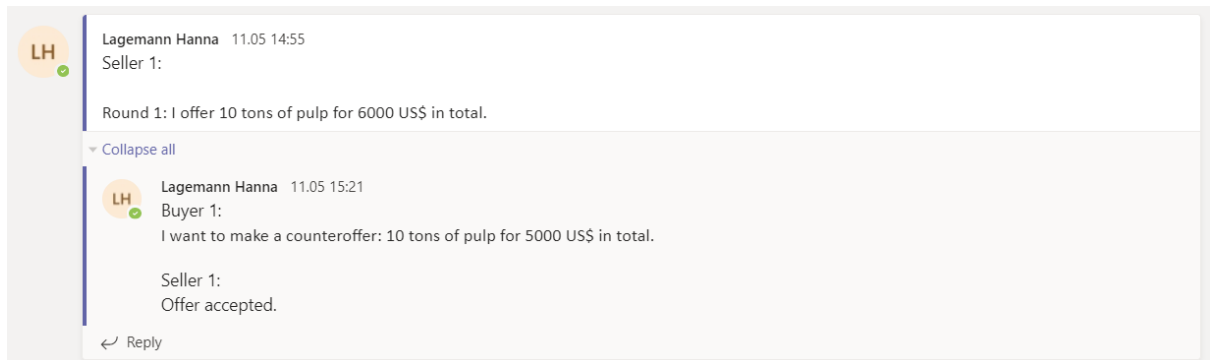 LH
Lagemann Hanna 11.05 14:55
Seller 1:
Round 1: I offer 10 tons of pulp for 6000 US$ in total.
Collapse all
LH
Lagemann Hanna 11.05 15:21
Buyer 1:
I want to make a counteroffer: 10 tons of pulp for 5000 US$ in total.
Seller 1:
Offer accepted.
Reply